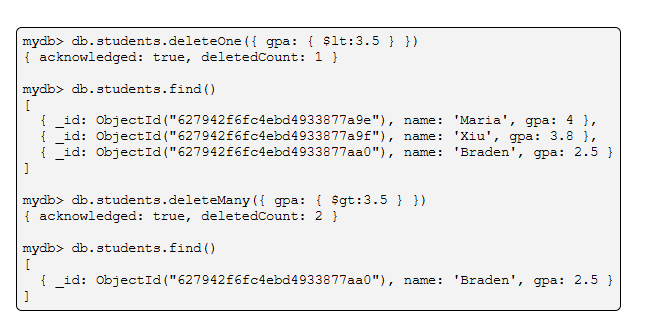 mydb> db.students.deleteOne({ gpa: { $lt:3.5 } })
{ acknowledged: true, deletedCount: 1 }
mydb> db.students.find()
[
{ _id: ObjectId("627942f6fc4ebd4933877a9e"), name: 'Maria', gpa: 4 },
{ _id: ObjectId("627942f6fc4ebd4933877a9f"), name: 'Xiu', gpa: 3.8 },
{ _id: ObjectId("627942f6fc4ebd4933877aa0"), name: 'Braden', gpa: 2.5 }
]
mydb> db.students.deleteMany({ gpa: { $gt:3.5 } })
{ acknowledged: true, deletedCount: 2 }
mydb> db.students.find()
[
{ _id: ObjectId("627942f6fc4ebd4933877aa0"), name: 'Braden', gpa: 2.5 }
]